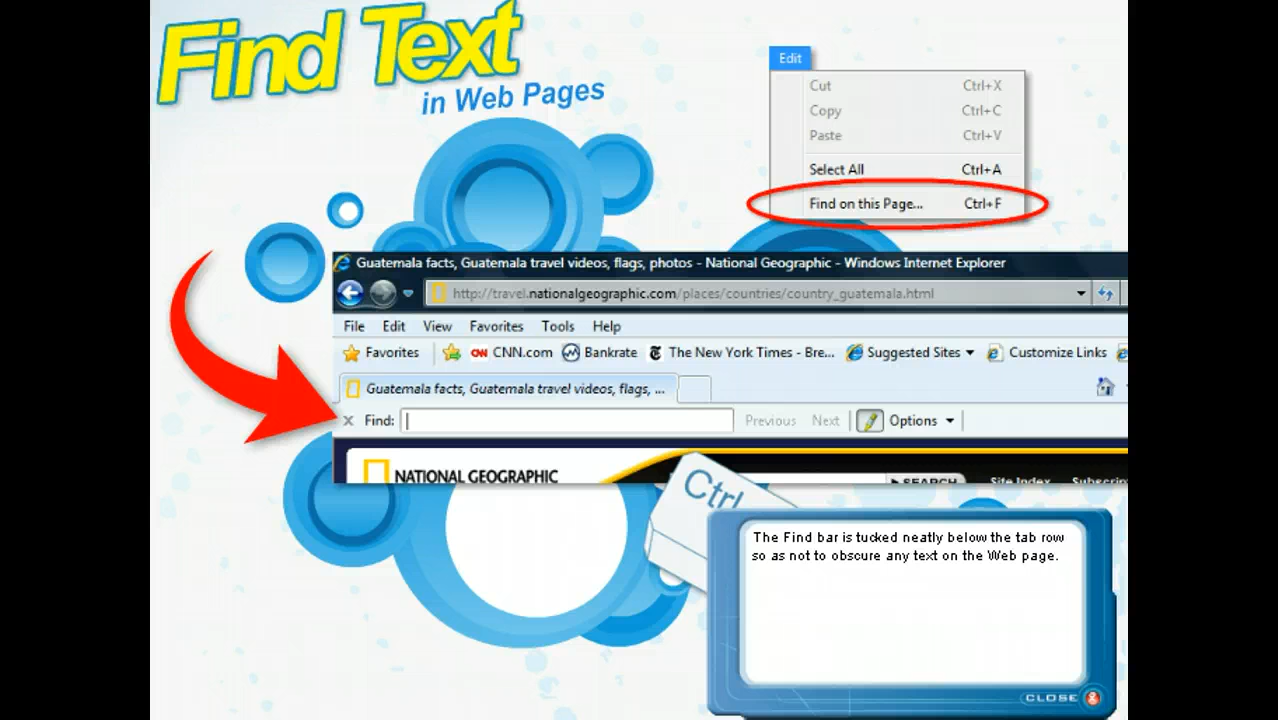 Find Text
in Web Pages
Edit
Cut Ctrl+X
Copy Ctrl+C
Paste Ctrl+V
Select All Ctrl+A
Find on this Page... Ctrl+F
Guatemala facts, Guatemala travel videos, flags, photos - National Geographic - Windows Internet Explorer
http://travel.nationalgeographic.com/places/countries/country_guatemala.html
File Edit View Favorites Tools Help
Favorites CNN.com Bankrate The New York Times - Bre... Suggested Sites Customize Links
Guatemala facts, Guatemala travel videos, flags, ...
x Find: Previous Next Options
NATIONAL GEOGRAPHIC SEARCH Site Index Subscrip
Ctrl
The Find bar is tucked neatly below the tab row
so as not to obscure any text on the Web page.
CLOSE